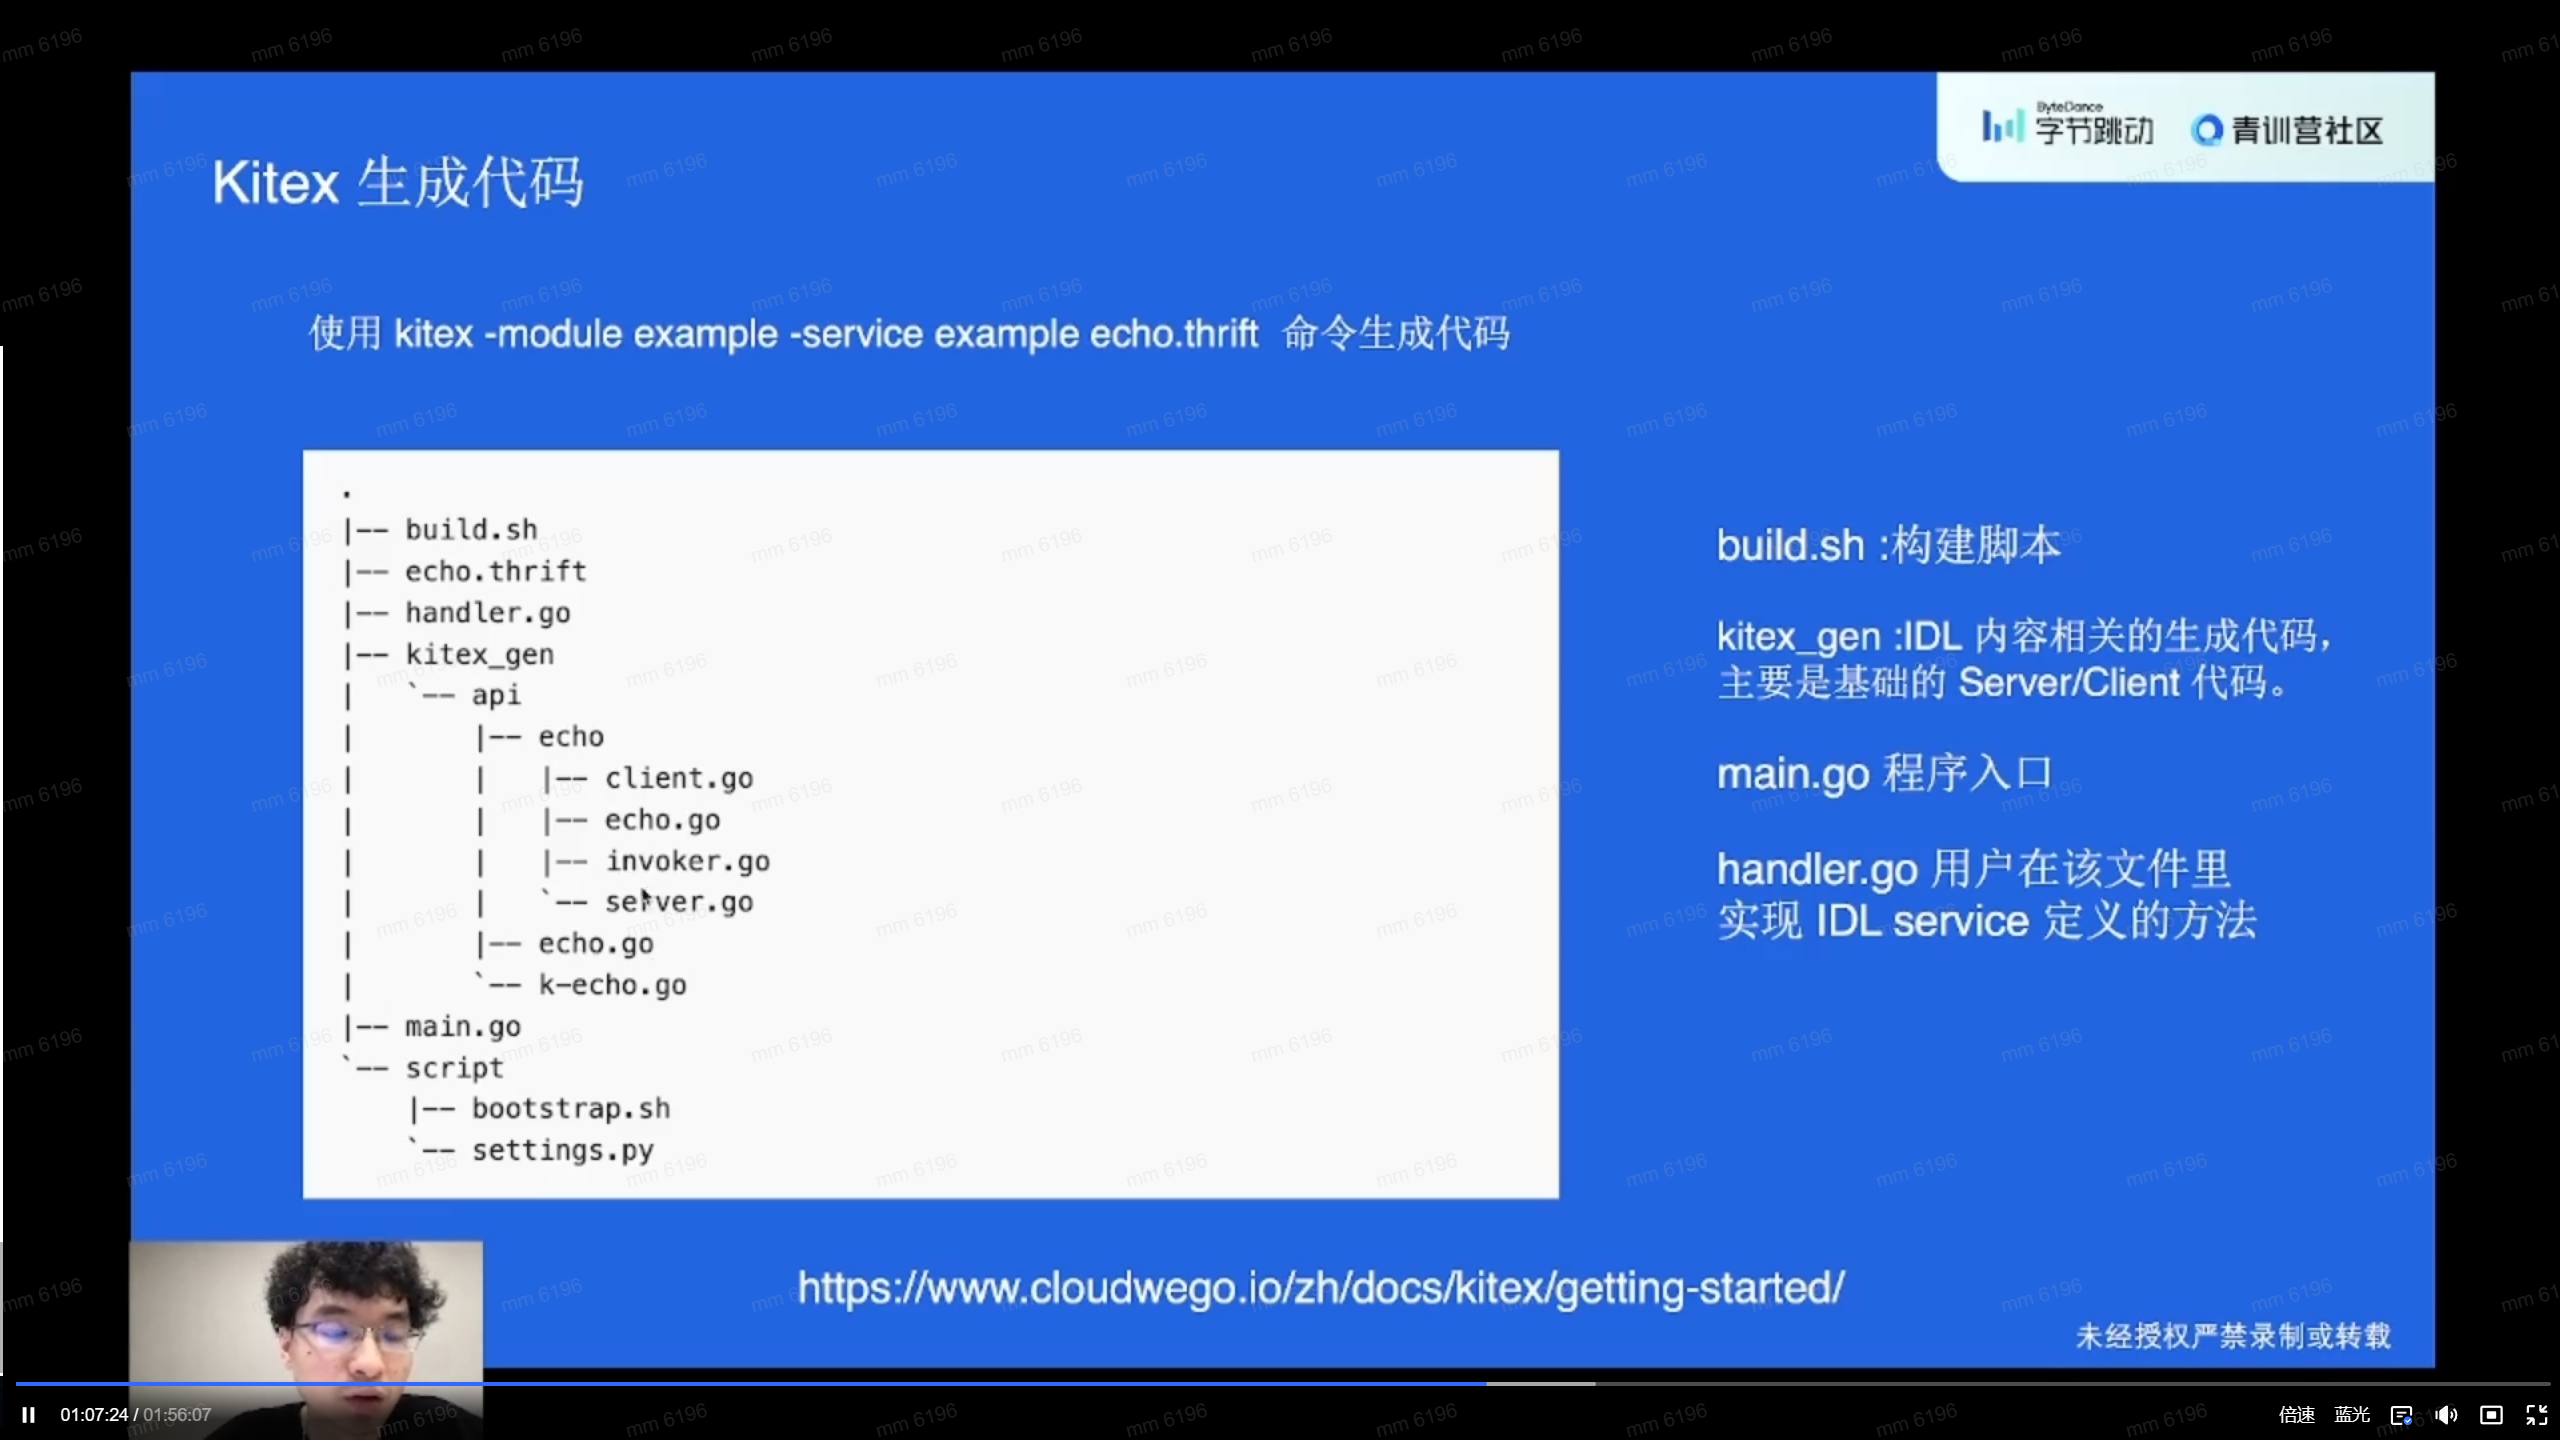 ByteDance
字节跳动 青训营社区
Kitex 生成代码
使用 kitex -module example -service example echo.thrift 命令生成代码
.
|-- build.sh
|-- echo.thrift
|-- handler.go
|-- kitex_gen
|   `-- api
|       |-- echo
|       |   |-- client.go
|       |   |-- echo.go
|       |   |-- invoker.go
|       |   `-- server.go
|       |-- echo.go
|       `-- k-echo.go
|-- main.go
`-- script
    |-- bootstrap.sh
    `-- settings.py
build.sh :构建脚本
kitex_gen :IDL 内容相关的生成代码，
主要是基础的 Server/Client 代码。
main.go 程序入口
handler.go 用户在该文件里
实现 IDL service 定义的方法
https://www.cloudwego.io/zh/docs/kitex/getting-started/
未经授权严禁录制或转载
01:07:24 / 01:56:07
倍速 蓝光
mm 6196